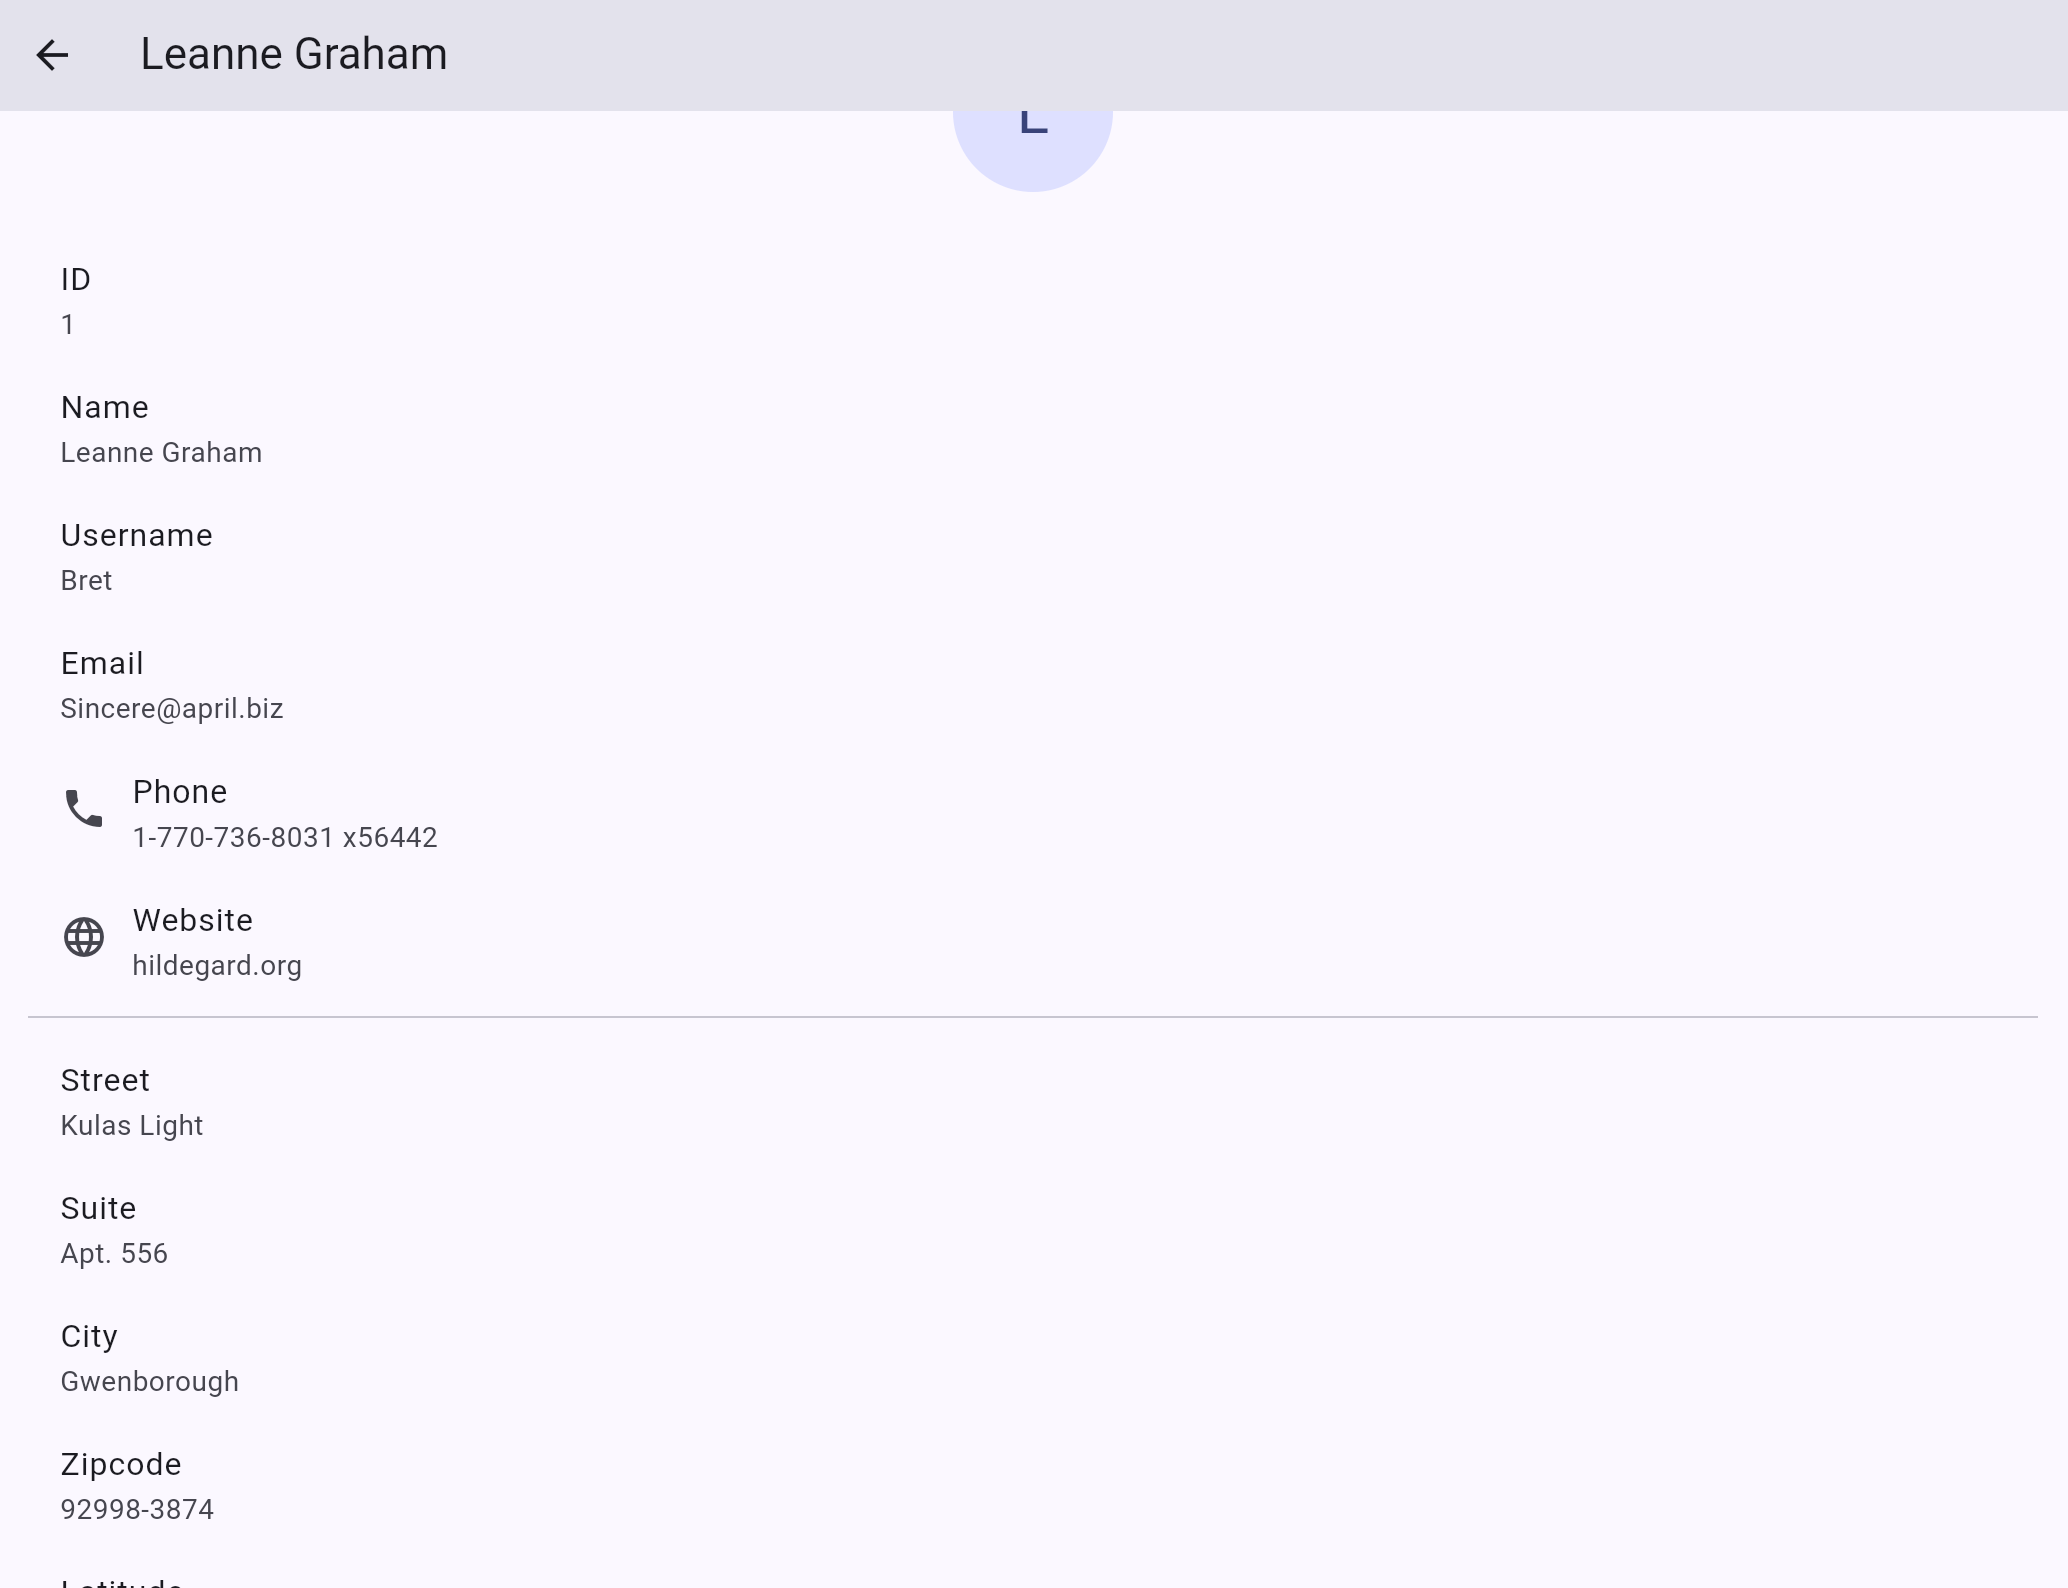 Leanne Graham
L
ID
1
Name
Leanne Graham
Username
Bret
Email
Sincere@april.biz
Phone
1-770-736-8031 x56442
Website
hildegard.org
Street
Kulas Light
Suite
Apt. 556
City
Gwenborough
Zipcode
92998-3874
Latitude